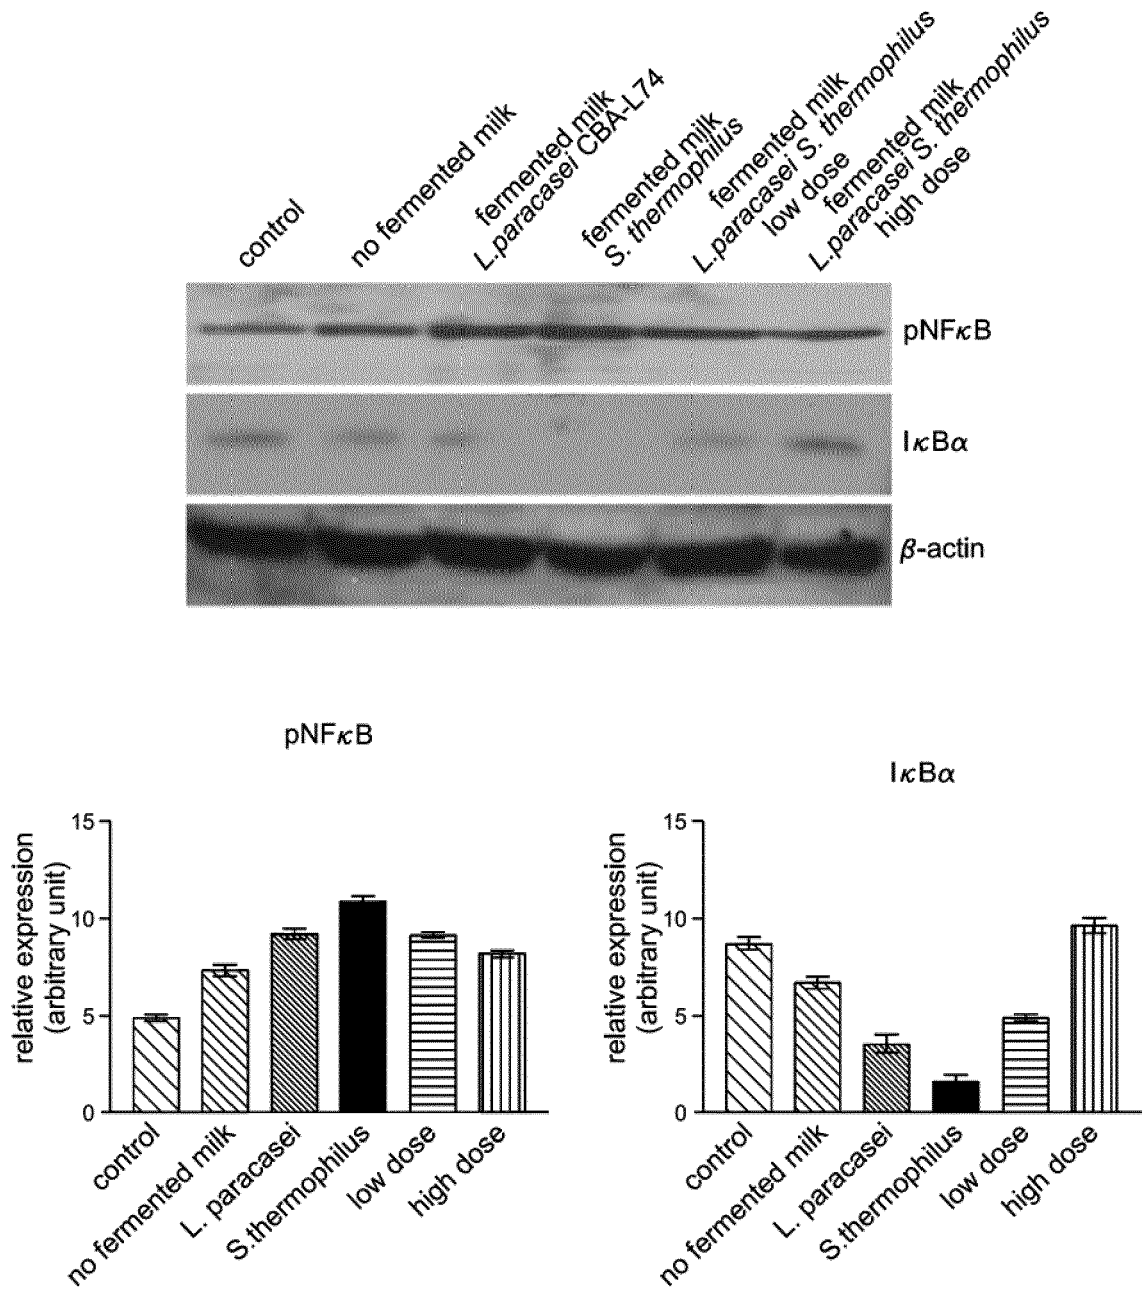 control
no fermented milk
fermented milk
L.paracasei CBA-L74
fermented milk
S. thermophilus
fermented milk
L.paracasei S. thermophilus
low dose
fermented milk
L.paracasei S. thermophilus
high dose
pNFκB
IκBα
β-actin
pNFκB
relative expression
(arbitrary unit)
15
10
5
0
control
no fermented milk
L. paracasei
S.thermophilus
low dose
high dose
IκBα
relative expression
(arbitrary unit)
15
10
5
0
control
no fermented milk
L. paracasei
S.thermophilus
low dose
high dose